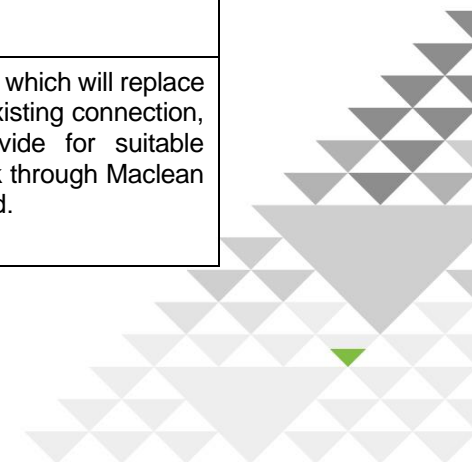 which will replace
xisting connection,
vide for suitable
through Maclean
d.